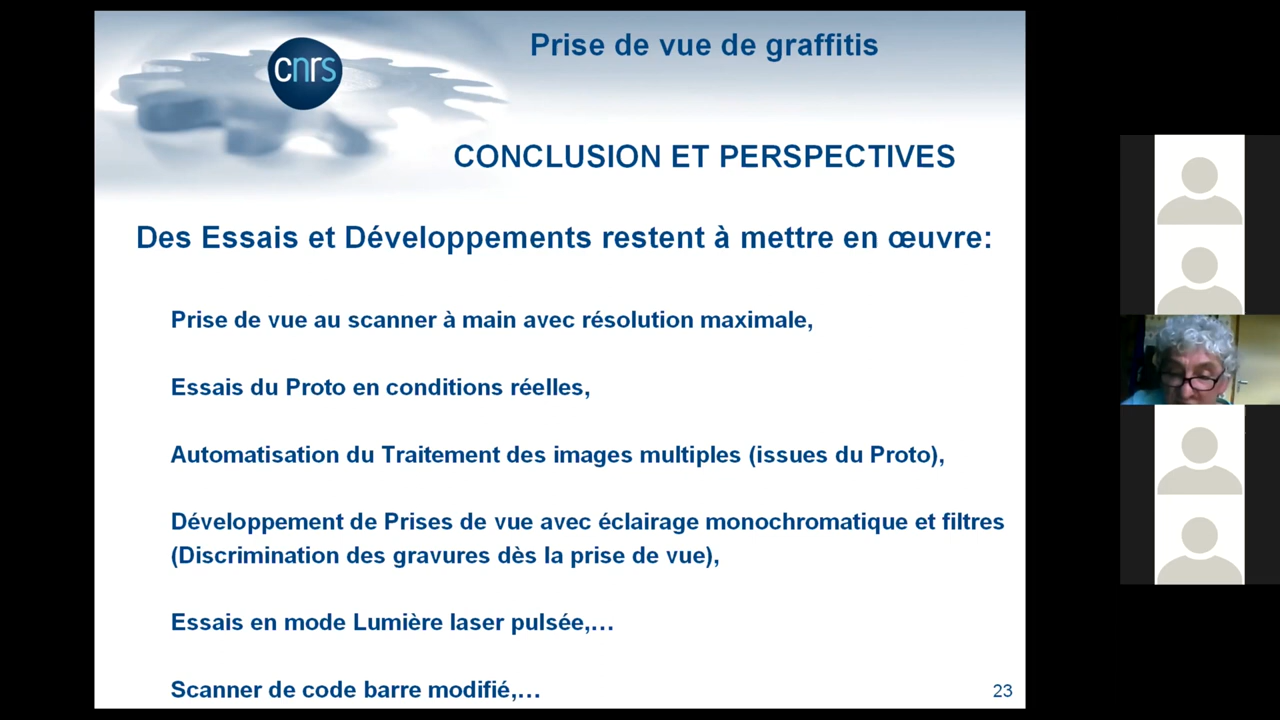 cnrs
Prise de vue de graffitis
CONCLUSION ET PERSPECTIVES
Des Essais et Développements restent à mettre en œuvre:
Prise de vue au scanner à main avec résolution maximale,
Essais du Proto en conditions réelles,
Automatisation du Traitement des images multiples (issues du Proto),
Développement de Prises de vue avec éclairage monochromatique et filtres
(Discrimination des gravures dès la prise de vue),
Essais en mode Lumière laser pulsée,…
Scanner de code barre modifié,…
23